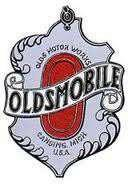 OLDS MOTOR WORKS
OLDSMOBILE
LANSING, MICH
U.S.A.